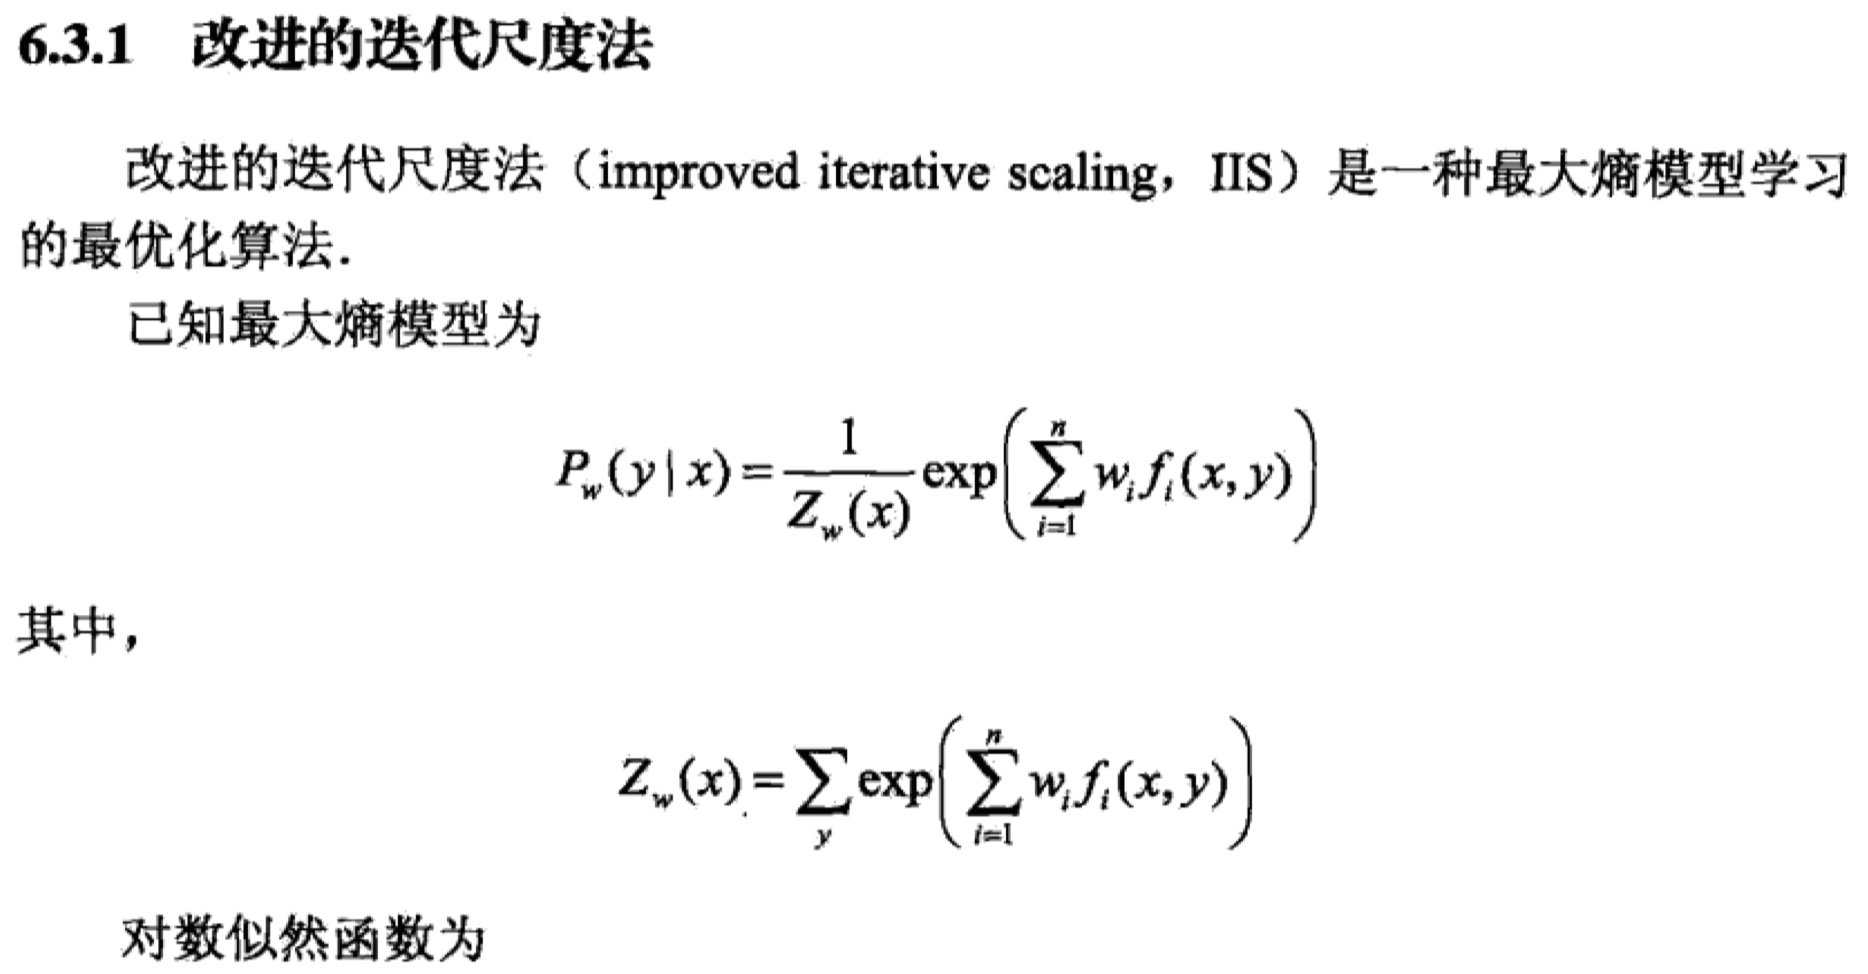 6.3.1 改进的迭代尺度法
改进的迭代尺度法（improved iterative scaling，IIS）是一种最大熵模型学习
的最优化算法．
已知最大熵模型为
$P_w(y|x)=\frac{1}{Z_w(x)}\exp\left(\sum_{i=1}^{n}w_i f_i(x,y)\right)$
其中，
$Z_w(x)=\sum_{y}\exp\left(\sum_{i=1}^{n}w_i f_i(x,y)\right)$
对数似然函数为